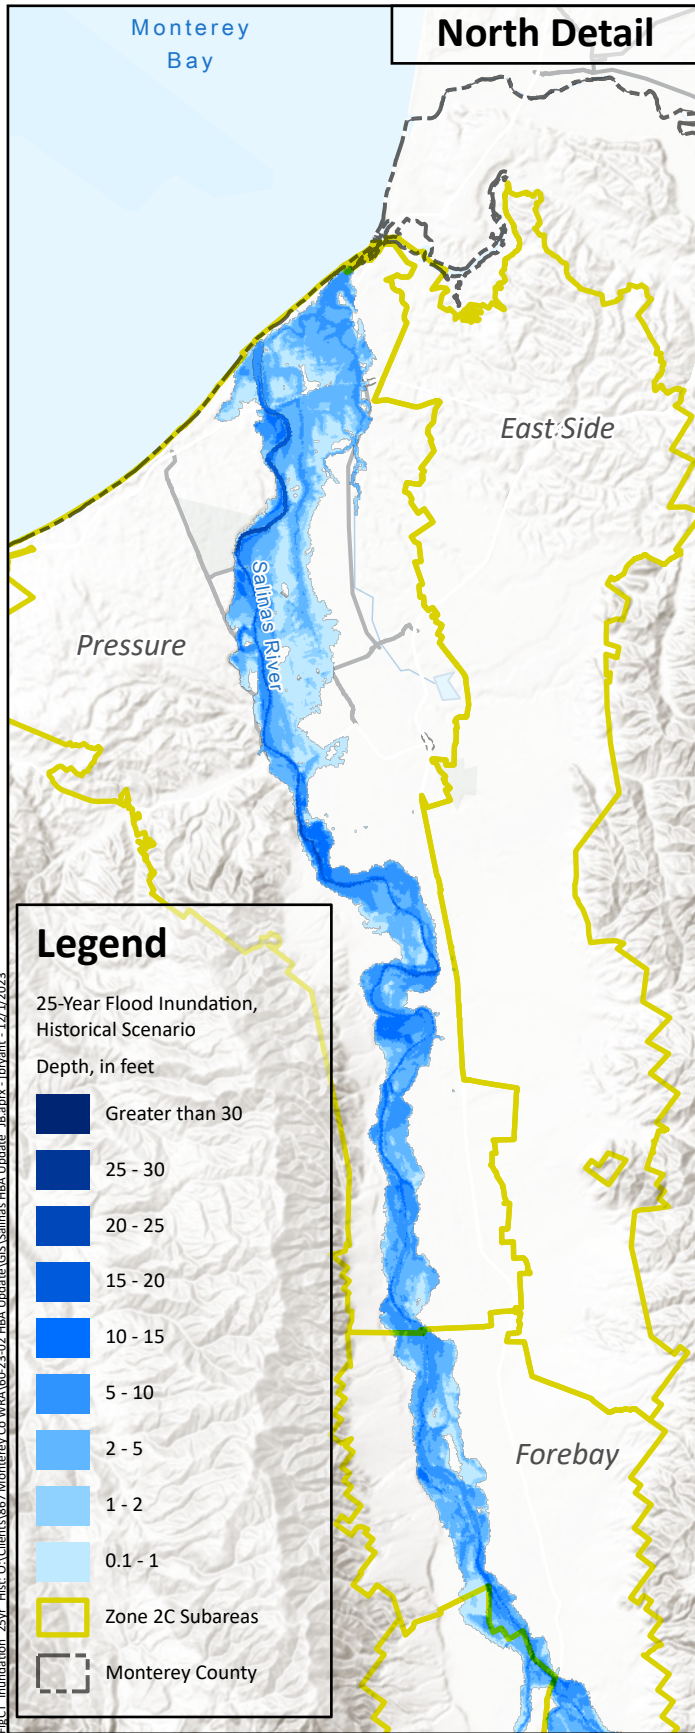 Monterey
Bay
North Detail
East Side
Pressure
Salinas River
Forebay
Legend
25-Year Flood Inundation,
Historical Scenario
Depth, in feet
Greater than 30
25 - 30
20 - 25
15 - 20
10 - 15
5 - 10
2 - 5
1 - 2
0.1 - 1
Zone 2C Subareas
Monterey County